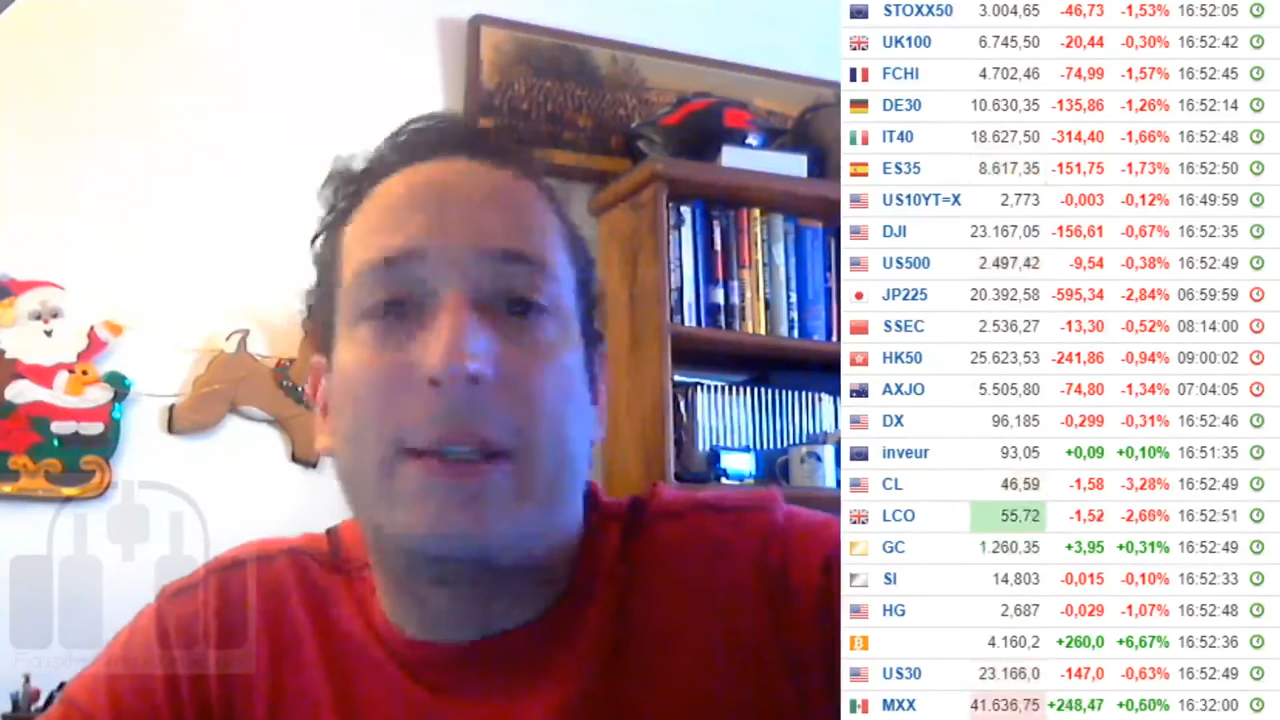 STOXX50 3.004,65 -46,73 -1,53% 16:52:05
UK100 6.745,50 -20,44 -0,30% 16:52:42
FCHI 4.702,46 -74,99 -1,57% 16:52:45
DE30 10.630,35 -135,86 -1,26% 16:52:14
IT40 18.627,50 -314,40 -1,66% 16:52:48
ES35 8.617,35 -151,75 -1,73% 16:52:50
US10YT=X 2,773 -0,003 -0,12% 16:49:59
DJI 23.167,05 -156,61 -0,67% 16:52:35
US500 2.497,42 -9,54 -0,38% 16:52:49
JP225 20.392,58 -595,34 -2,84% 06:59:59
SSEC 2.536,27 -13,30 -0,52% 08:14:00
HK50 25.623,53 -241,86 -0,94% 09:00:02
AXJO 5.505,80 -74,80 -1,34% 07:04:05
DX 96,185 -0,299 -0,31% 16:52:46
inveur 93,05 +0,09 +0,10% 16:51:35
CL 46,59 -1,58 -3,28% 16:52:49
LCO 55,72 -1,52 -2,66% 16:52:51
GC 1.260,35 +3,95 +0,31% 16:52:49
SI 14,803 -0,015 -0,10% 16:52:33
HG 2,687 -0,029 -1,07% 16:52:48
4.160,2 +260,0 +6,67% 16:52:36
US30 23.166,0 -147,0 -0,63% 16:52:49
MXX 41.636,75 +248,47 +0,60% 16:32:00